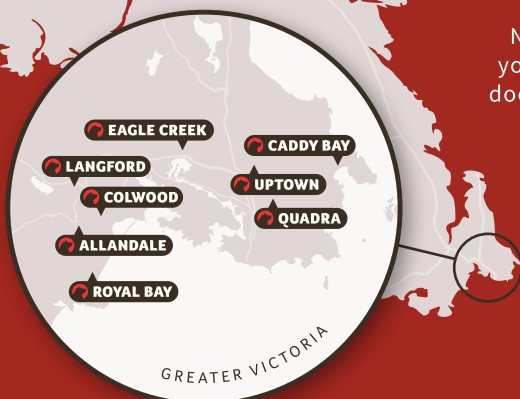 EAGLE CREEK
CADDY BAY
LANGFORD
UPTOWN
COLWOOD
QUADRA
ALLANDALE
ROYAL BAY
GREATER VICTORIA